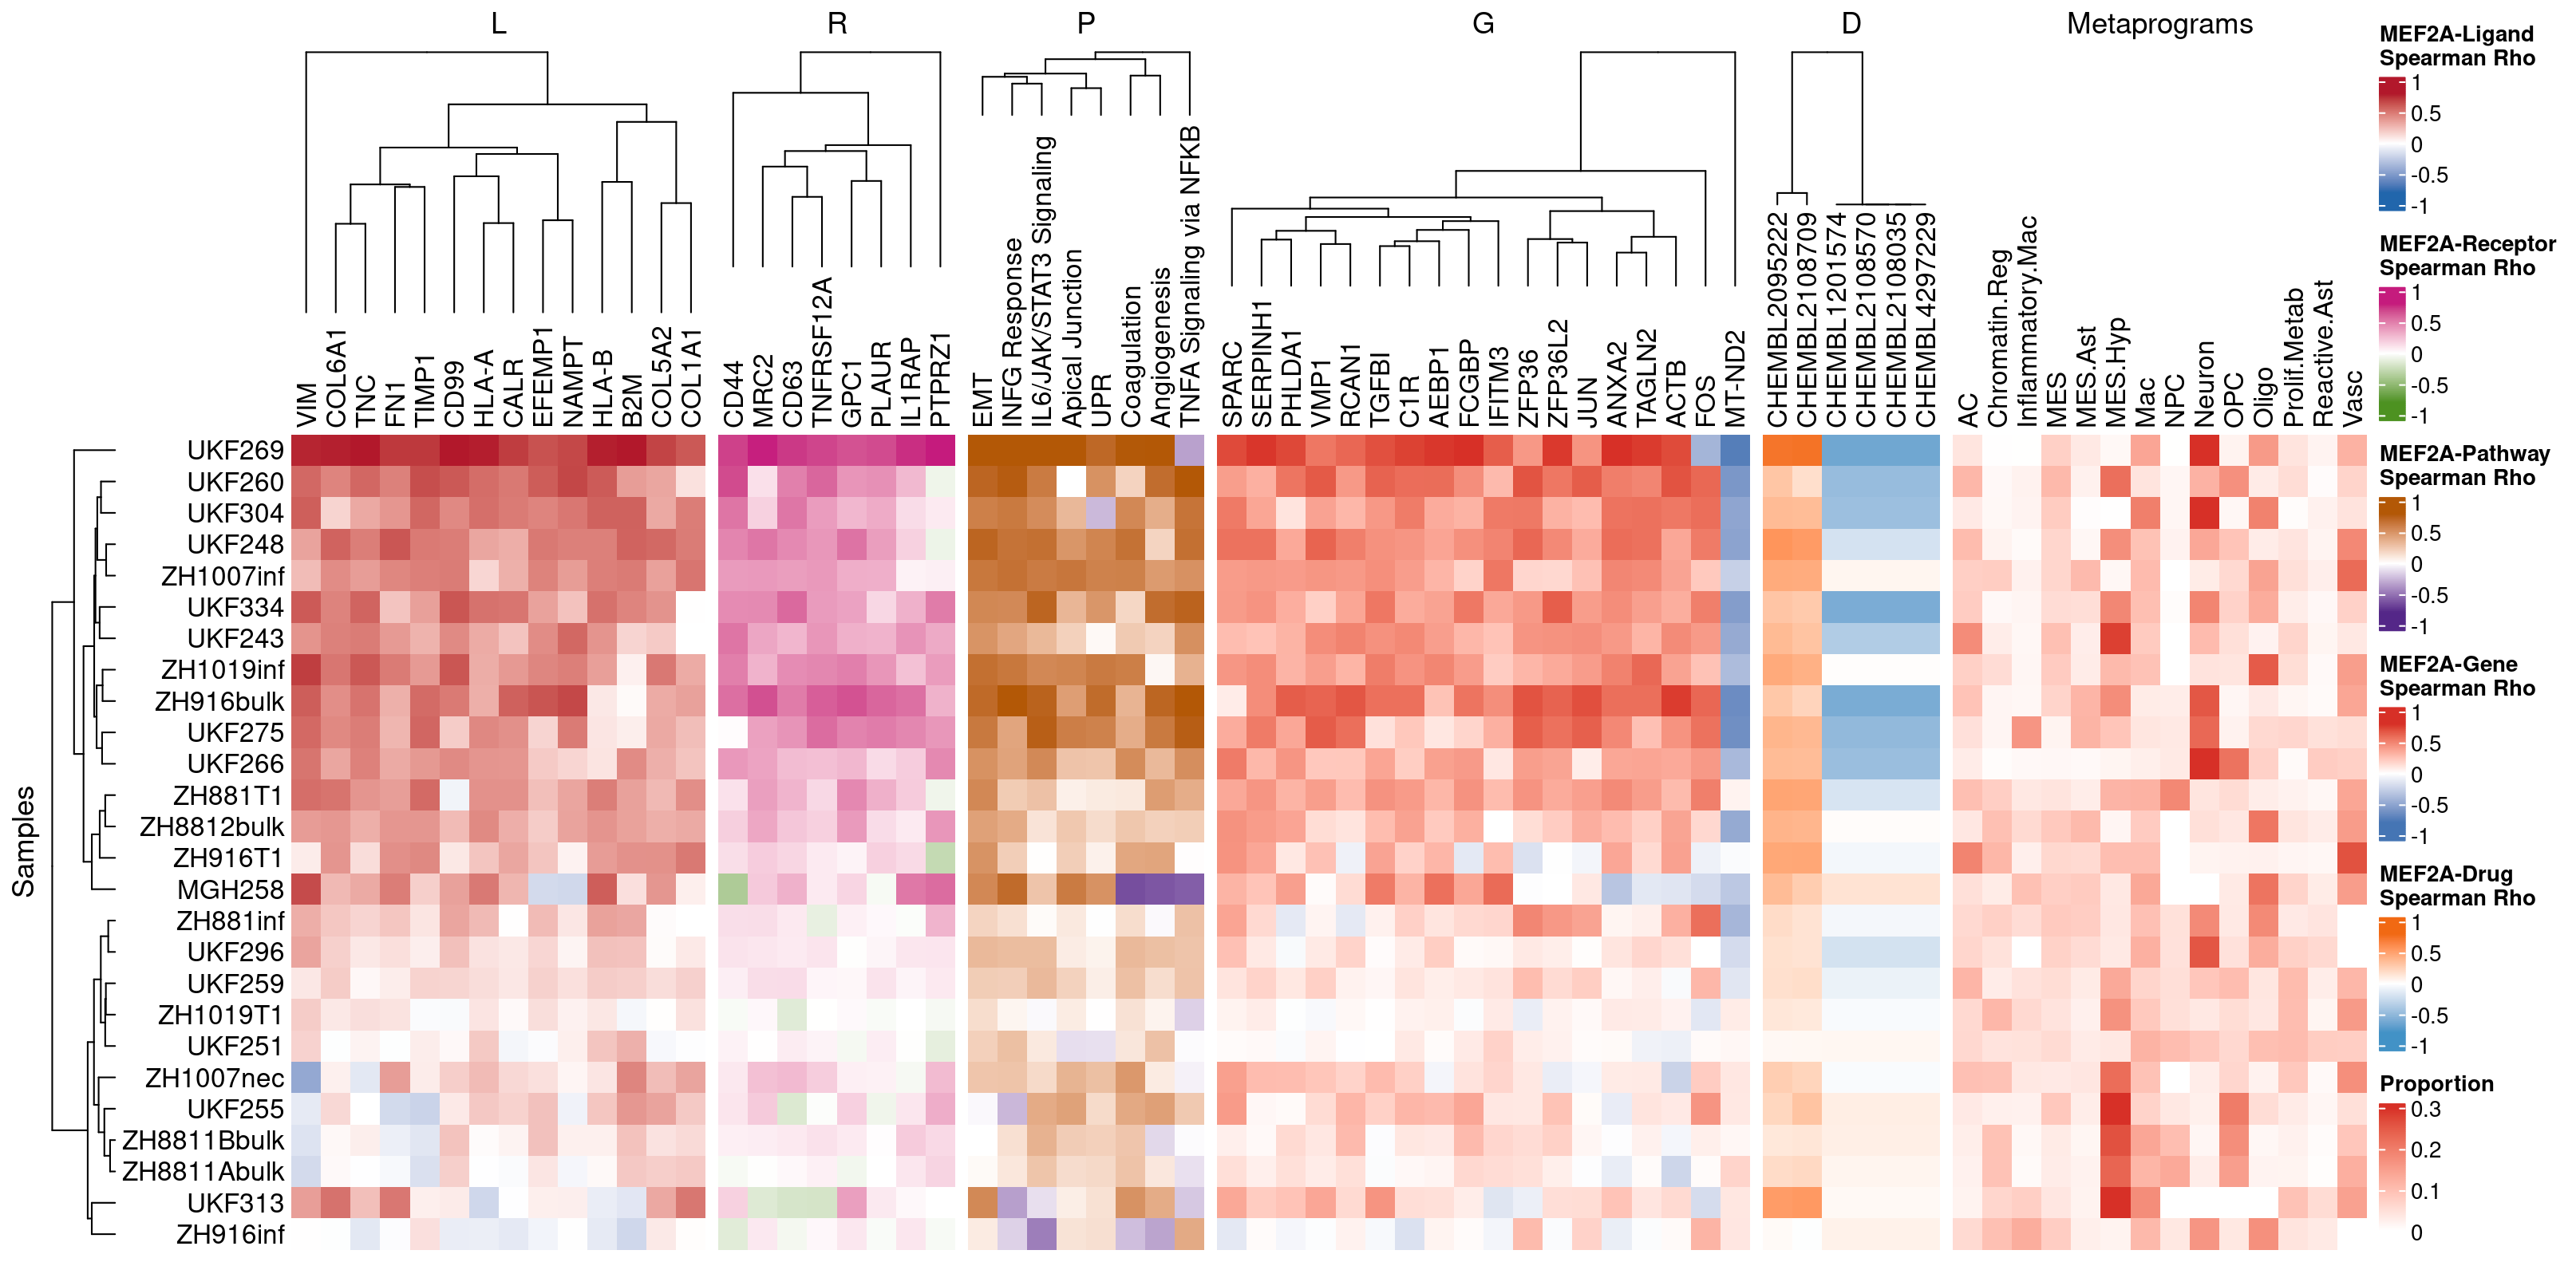 L
R
P
G
D
Metaprograms
VIM
COL6A1
TNC
FN1
TIMP1
CD99
HLA-A
CALR
EFEMP1
NAMPT
HLA-B
B2M
COL5A2
COL1A1
CD44
MRC2
CD63
TNFRSF12A
GPC1
PLAUR
IL1RAP
PTPRZ1
EMT
INFG Response
IL6/JAK/STAT3 Signaling
Apical Junction
UPR
Coagulation
Angiogenesis
TNFA Signaling via NFKB
SPARC
SERPINH1
PHLDA1
VMP1
RCAN1
TGFBI
C1R
AEBP1
FCGBP
IFITM3
ZFP36
ZFP36L2
JUN
ANXA2
TAGLN2
ACTB
FOS
MT-ND2
CHEMBL2095222
CHEMBL2108709
CHEMBL1201574
CHEMBL2108570
CHEMBL2108035
CHEMBL4297229
AC
Chromatin.Reg
Inflammatory.Mac
MES
MES.Ast
MES.Hyp
Mac
NPC
Neuron
OPC
Oligo
Prolif.Metab
Reactive.Ast
Vasc
Samples
UKF269
UKF260
UKF304
UKF248
ZH1007inf
UKF334
UKF243
ZH1019inf
ZH916bulk
UKF275
UKF266
ZH881T1
ZH8812bulk
ZH916T1
MGH258
ZH881inf
UKF296
UKF259
ZH1019T1
UKF251
ZH1007nec
UKF255
ZH8811Bbulk
ZH8811Abulk
UKF313
ZH916inf
MEF2A-Ligand
Spearman Rho
1
0.5
0
-0.5
-1
MEF2A-Receptor
Spearman Rho
1
0.5
0
-0.5
-1
MEF2A-Pathway
Spearman Rho
1
0.5
0
-0.5
-1
MEF2A-Gene
Spearman Rho
1
0.5
0
-0.5
-1
MEF2A-Drug
Spearman Rho
1
0.5
0
-0.5
-1
Proportion
0.3
0.2
0.1
0